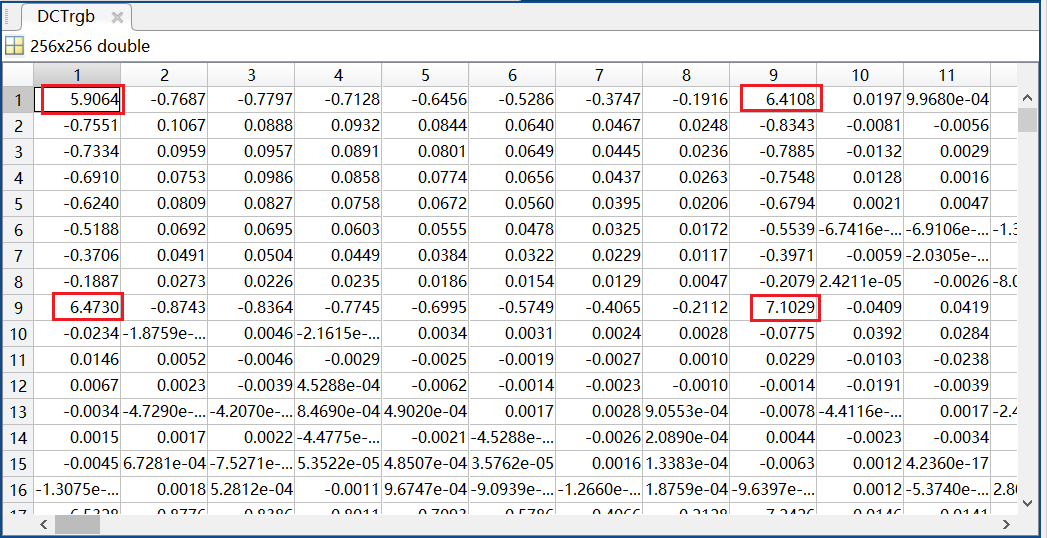 DCTrgb
256x256 double
1 2 3 4 5 6 7 8 9 10 11
1 5.9064 -0.7687 -0.7797 -0.7128 -0.6456 -0.5286 -0.3747 -0.1916 6.4108 0.0197 9.9680e-04
2 -0.7551 0.1067 0.0888 0.0932 0.0844 0.0640 0.0467 0.0248 -0.8343 -0.0081 -0.0056
3 -0.7334 0.0959 0.0957 0.0891 0.0801 0.0649 0.0445 0.0236 -0.7885 -0.0132 0.0029
4 -0.6910 0.0753 0.0986 0.0858 0.0774 0.0656 0.0437 0.0263 -0.7548 0.0128 0.0016
5 -0.6240 0.0809 0.0827 0.0758 0.0672 0.0560 0.0395 0.0206 -0.6794 0.0021 0.0047
6 -0.5188 0.0692 0.0695 0.0603 0.0555 0.0478 0.0325 0.0172 -0.5539 -6.7416e-... -6.9106e-... -1.3
7 -0.3706 0.0491 0.0504 0.0449 0.0384 0.0322 0.0229 0.0117 -0.3971 -0.0059 -2.0305e-...
8 -0.1887 0.0273 0.0226 0.0235 0.0186 0.0154 0.0129 0.0047 -0.2079 2.4211e-05 -0.0026 -8.0
9 6.4730 -0.8743 -0.8364 -0.7745 -0.6995 -0.5749 -0.4065 -0.2112 7.1029 -0.0409 0.0419
10 -0.0234 -1.8759e-... 0.0046 -2.1615e-... 0.0034 0.0031 0.0024 0.0028 -0.0775 0.0392 0.0284
11 0.0146 0.0052 -0.0046 -0.0029 -0.0025 -0.0019 -0.0027 0.0010 0.0229 -0.0103 -0.0238
12 0.0067 0.0023 -0.0039 4.5288e-04 -0.0062 -0.0014 -0.0023 -0.0010 -0.0014 -0.0191 -0.0039
13 -0.0034 -4.7290e-... -4.2070e-... 8.4690e-04 4.9020e-04 0.0017 0.0028 9.0553e-04 -0.0078 -4.4116e-... 0.0017 -2.4
14 0.0015 0.0017 0.0022 -4.4775e-... -0.0021 -4.5288e-... -0.0026 2.0890e-04 0.0044 -0.0023 -0.0034
15 -0.0045 6.7281e-04 -7.5271e-... 5.3522e-05 4.8507e-04 3.5762e-05 0.0016 1.3383e-04 -0.0063 0.0012 4.2360e-17
16 -1.3075e-... 0.0018 5.2812e-04 -0.0011 9.6747e-04 -9.0939e-... -1.2660e-... 1.8759e-04 -9.6397e-... 0.0012 -5.3740e-... 2.80